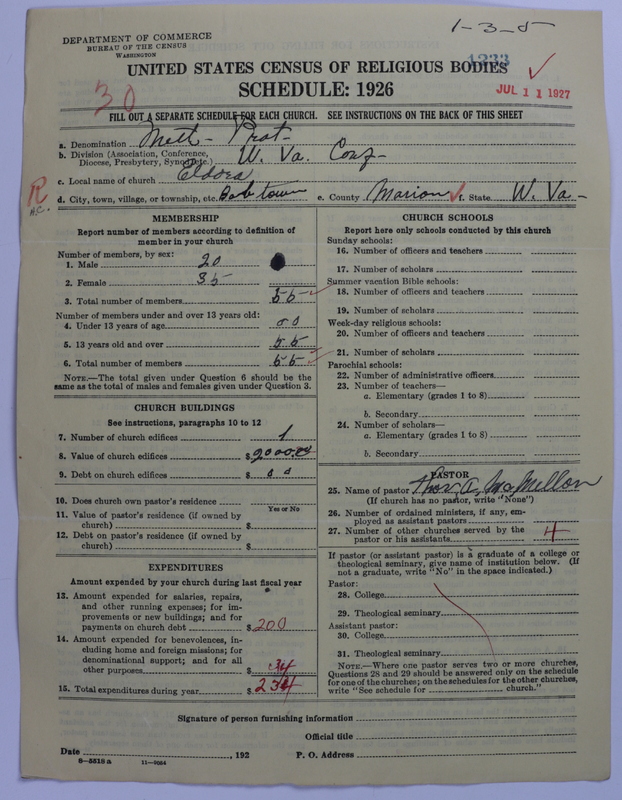 1-3-5
DEPARTMENT OF COMMERCE
BUREAU OF THE CENSUS
WASHINGTON
1233
UNITED STATES CENSUS OF RELIGIOUS BODIES
SCHEDULE: 1926
JUL 11 1927
30
FILL OUT A SEPARATE SCHEDULE FOR EACH CHURCH. SEE INSTRUCTIONS ON THE BACK OF THIS SHEET
a. Denomination Meth- Prot-
b. Division (Association, Conference, Diocese, Presbytery, Synod, etc.) W. Va. Conf-
c. Local name of church Eldora
R
H.C.
d. City, town, village, or township, etc. e. County Marion f. State W. Va-
MEMBERSHIP
Report number of members according to definition of
member in your church
Number of members, by sex:
1. Male 20
2. Female 35
3. Total number of members 55
Number of members under and over 13 years old:
4. Under 13 years of age 00
5. 13 years old and over 55
6. Total number of members 55
NOTE.—The total given under Question 6 should be the
same as the total of males and females given under Question 3.
CHURCH BUILDINGS
See instructions, paragraphs 10 to 12
7. Number of church edifices 1
8. Value of church edifices $2000.00
9. Debt on church edifices $ 00
10. Does church own pastor's residence
Yes or No
11. Value of pastor's residence (if owned by
church) $
12. Debt on pastor's residence (if owned by
church) $
EXPENDITURES
Amount expended by your church during last fiscal year
13. Amount expended for salaries, repairs,
and other running expenses; for im-
provements or new buildings; and for
payments on church debt $200
14. Amount expended for benevolences, in-
cluding home and foreign missions; for
denominational support; and for all
other purposes $ 34
15. Total expenditures during year $ 234
CHURCH SCHOOLS
Report here only schools conducted by this church
Sunday schools:
16. Number of officers and teachers
17. Number of scholars
Summer vacation Bible schools:
18. Number of officers and teachers
19. Number of scholars
Week-day religious schools:
20. Number of officers and teachers
21. Number of scholars
Parochial schools:
22. Number of administrative officers
23. Number of teachers—
a. Elementary (grades 1 to 8)
b. Secondary
24. Number of scholars—
a. Elementary (grades 1 to 8)
b. Secondary
PASTOR
25. Name of pastor
(If church has no pastor, write "None")
26. Number of ordained ministers, if any, em-
ployed as assistant pastors
27. Number of other churches served by the
pastor or his assistants 4
If pastor (or assistant pastor) is a graduate of a college or
theological seminary, give name of institution below. (If
not a graduate, write "No" in the space indicated.)
Pastor:
28. College
29. Theological seminary
Assistant pastor:
30. College
31. Theological seminary
NOTE.—Where one pastor serves two or more churches,
Questions 28 and 29 should be answered only on the schedule
for one of the churches; on the schedules for the other churches,
write "See schedule for church."
Signature of person furnishing information
Official title
Date , 192 P. O. Address
8-5518 a 11-9034